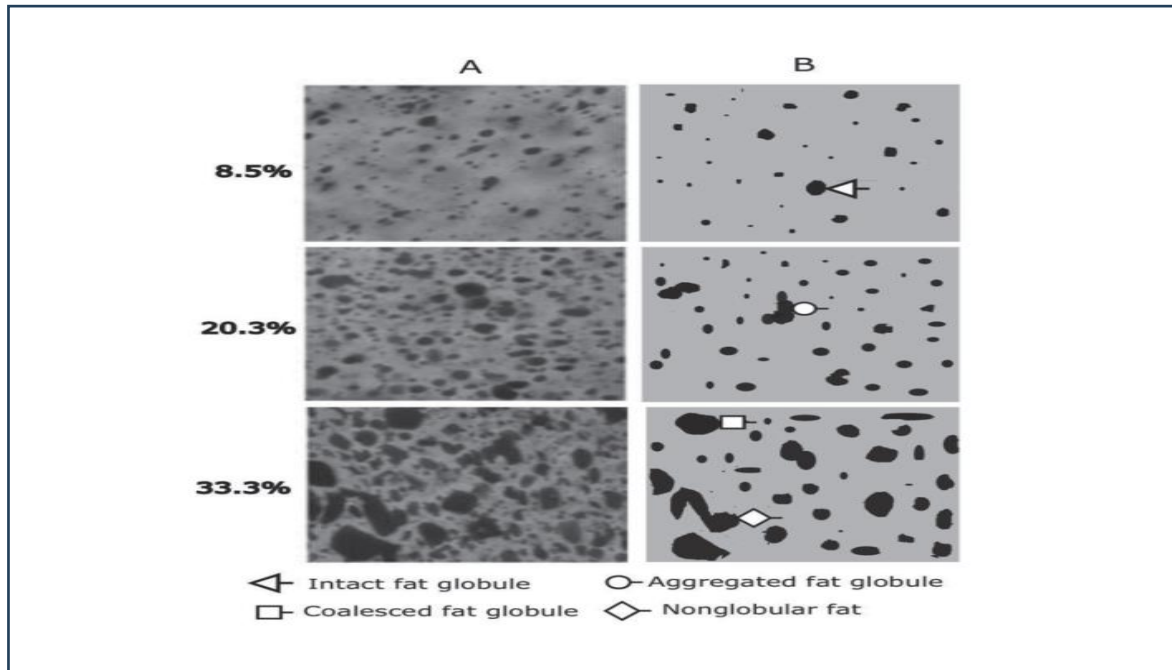 A B
8.5%
20.3%
33.3%
Intact fat globule Aggregated fat globule
Coalesced fat globule Nonglobular fat